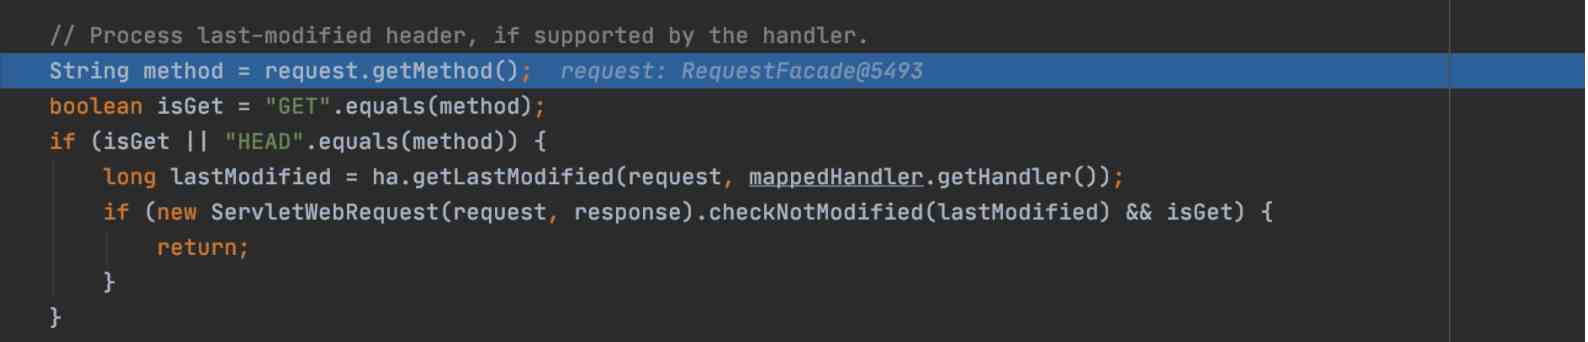 // Process last-modified header, if supported by the handler.
String method = request.getMethod(); request: RequestFacade@5493
boolean isGet = "GET".equals(method);
if (isGet || "HEAD".equals(method)) {
long lastModified = ha.getLastModified(request, mappedHandler.getHandler());
if (new ServletWebRequest(request, response).checkNotModified(lastModified) && isGet) {
return;
}
}